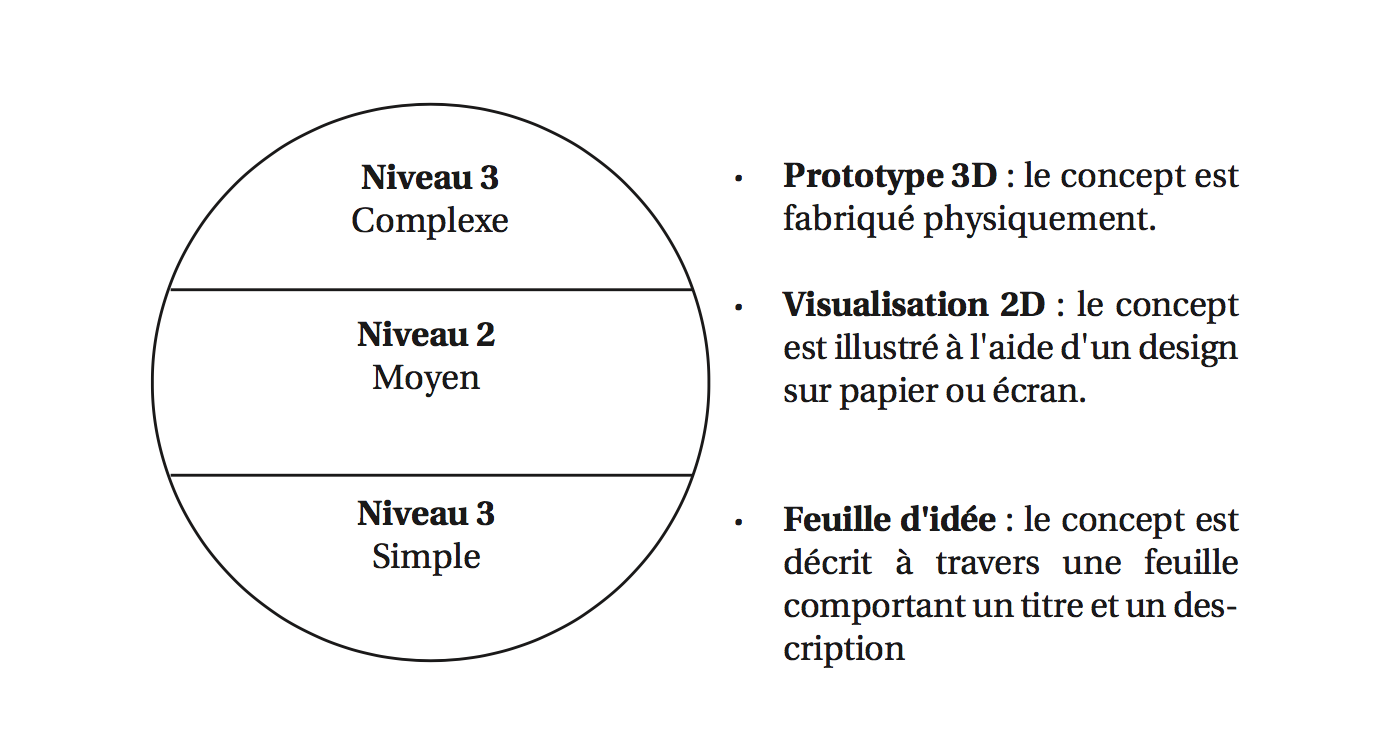 Niveau 3
Complexe
Niveau 2
Moyen
Niveau 3
Simple
• Prototype 3D : le concept est
fabriqué physiquement.
• Visualisation 2D : le concept
est illustré à l'aide d'un design
sur papier ou écran.
• Feuille d'idée : le concept est
décrit à travers une feuille
comportant un titre et un des-
cription